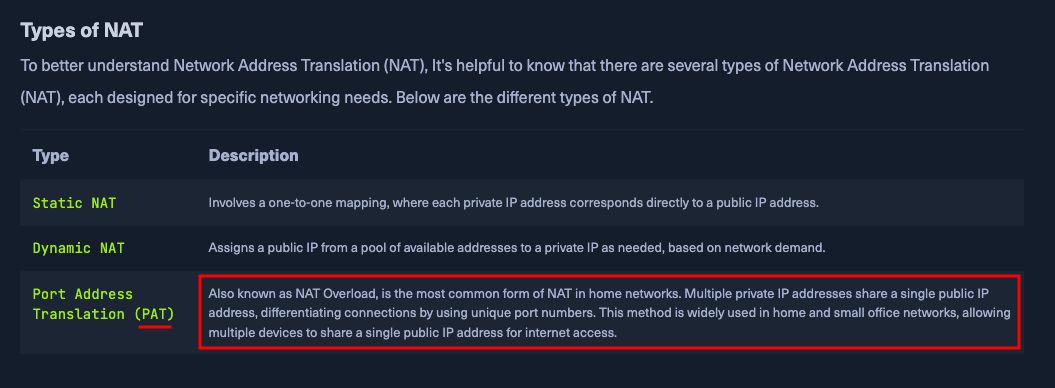 Types of NAT
To better understand Network Address Translation (NAT), It's helpful to know that there are several types of Network Address Translation
(NAT), each designed for specific networking needs. Below are the different types of NAT.
Type Description
Static NAT Involves a one-to-one mapping, where each private IP address corresponds directly to a public IP address.
Dynamic NAT Assigns a public IP from a pool of available addresses to a private IP as needed, based on network demand.
Port Address
Translation (PAT)
Also known as NAT Overload, is the most common form of NAT in home networks. Multiple private IP addresses share a single public IP
address, differentiating connections by using unique port numbers. This method is widely used in home and small office networks, allowing
multiple devices to share a single public IP address for internet access.